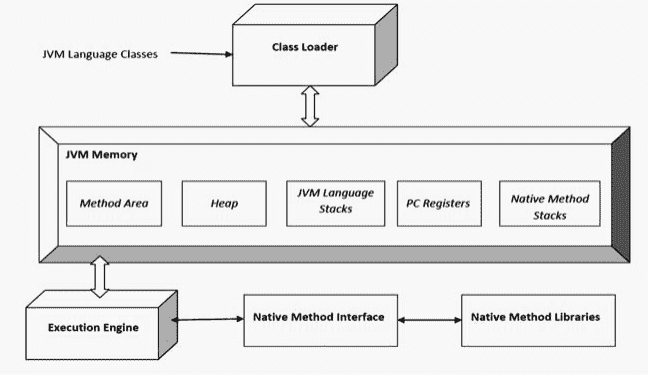 Class Loader
JVM Language Classes
JVM Memory
Method Area
Heap
JVM Language
Stacks
PC Registers
Native Method
Stacks
Execution Engine
Native Method Interface
Native Method Libraries